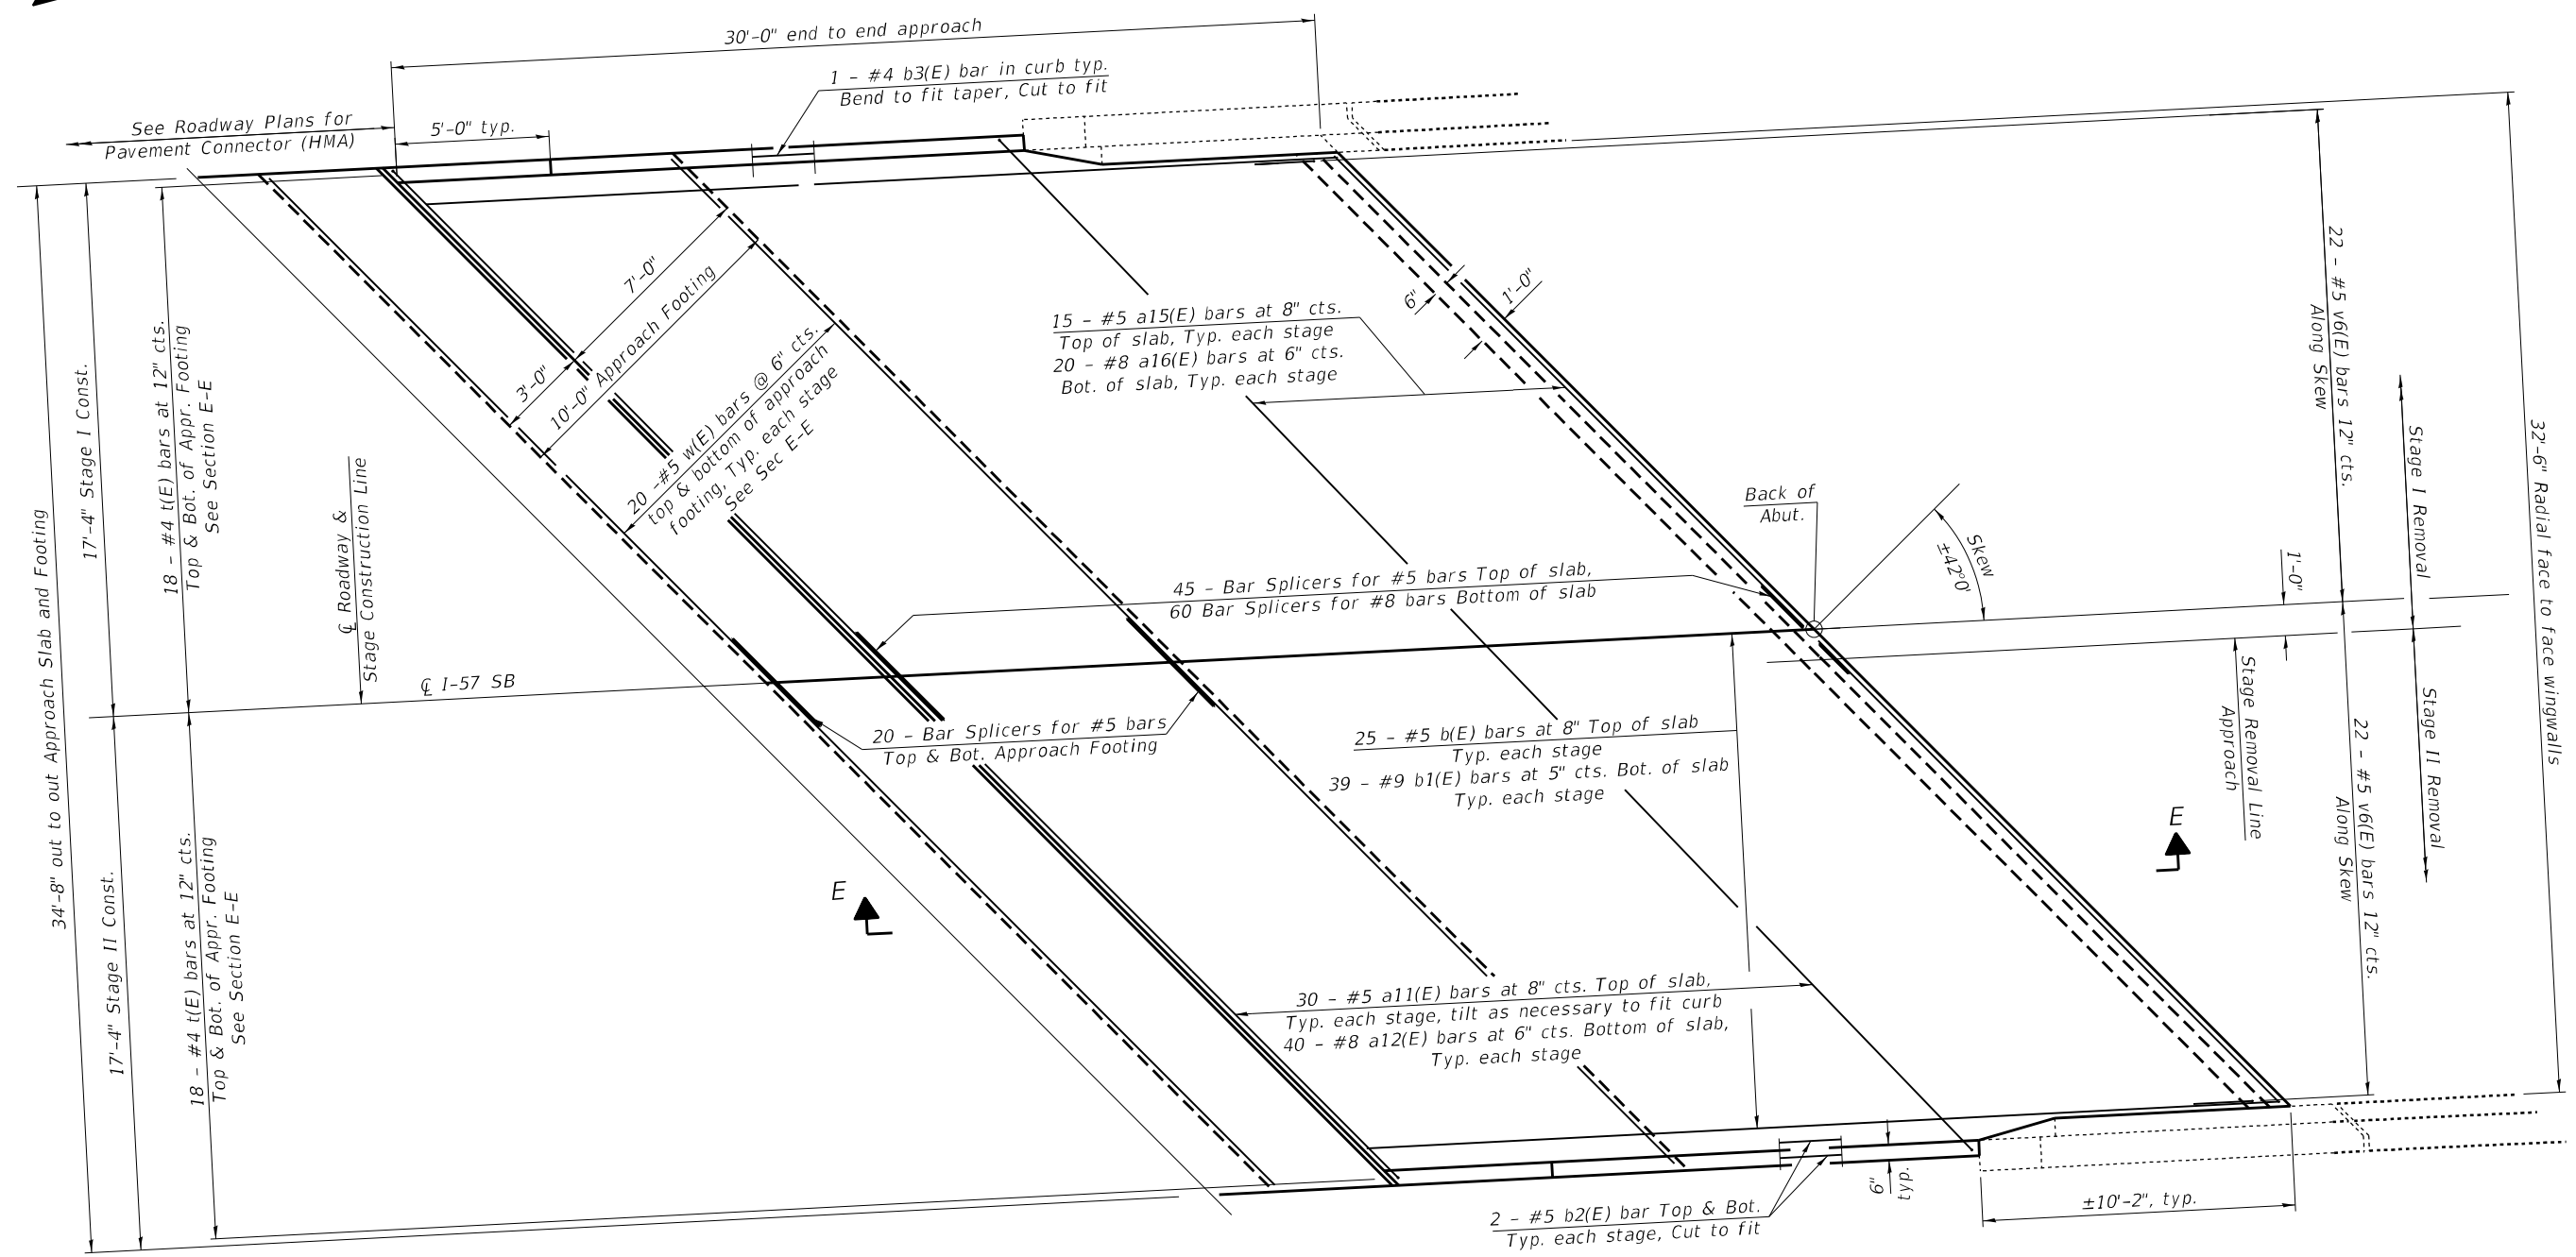 30'-0" end to end approach
1 - #4 b3(E) bar in curb typ.
Bend to fit taper, Cut to fit
See Roadway Plans for
Pavement Connector (HMA)
5'-0" typ.
34'-8" out to out Approach Slab and Footing
17'-4" Stage I Const.
18 - #4 t(E) bars at 12" cts.
Top & Bot. of Appr. Footing
See Section E-E
℄ Roadway &
Stage Construction Line
7'-0"
3'-0"
10'-0" Approach Footing
20 -#5 w(E) bars @ 6" cts.
top & bottom of approach
footing, Typ. each stage
See Sec E-E
15 - #5 a15(E) bars at 8" cts.
Top of slab, Typ. each stage
20 - #8 a16(E) bars at 6" cts.
Bot. of slab, Typ. each stage
6"
1'-0"
22 - #5 v6(E) bars 12" cts.
Along Skew
Stage I Removal
32'-6" Radial face to face wingwalls
Back of
Abut.
Skew
±42°0'
1'-0"
45 - Bar Splicers for #5 bars Top of slab,
60 Bar Splicers for #8 bars Bottom of slab
℄ I-57 SB
20 - Bar Splicers for #5 bars
Top & Bot. Approach Footing
25 - #5 b(E) bars at 8" Top of slab
Typ. each stage
39 - #9 b1(E) bars at 5" cts. Bot. of slab
Typ. each stage
Stage Removal Line
Approach
22 - #5 v6(E) bars 12" cts.
Along Skew
Stage II Removal
17'-4" Stage II Const.
18 - #4 t(E) bars at 12" cts.
Top & Bot. of Appr. Footing
See Section E-E
E
E
30 - #5 a11(E) bars at 8" cts. Top of slab,
Typ. each stage, tilt as necessary to fit curb
40 - #8 a12(E) bars at 6" cts. Bottom of slab,
Typ. each stage
6"
typ.
2 - #5 b2(E) bar Top & Bot.
Typ. each stage, Cut to fit
±10'-2", typ.